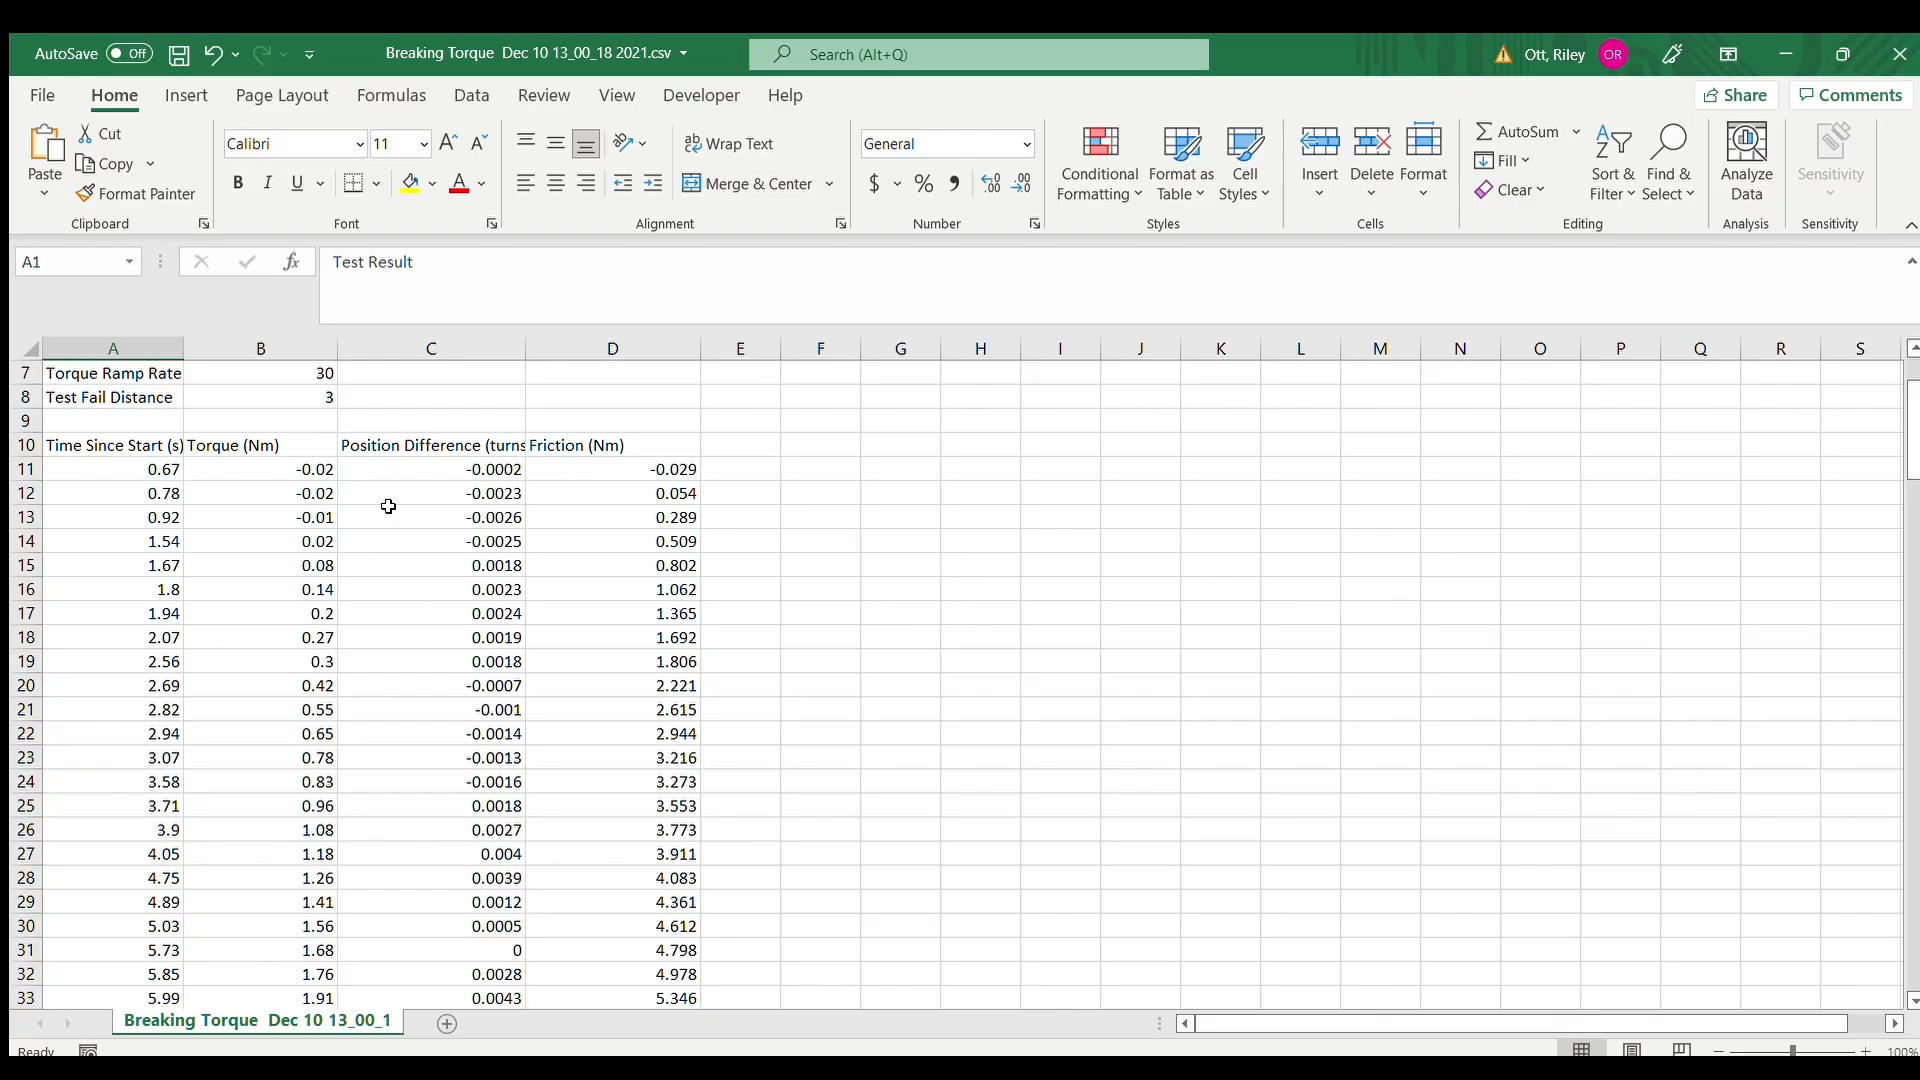 AutoSave Off Breaking Torque Dec 10 13_00_18 2021.csv Search (Alt+Q) Ott, Riley OR
File Home Insert Page Layout Formulas Data Review View Developer Help Share Comments
Paste Cut Copy Format Painter Clipboard
Calibri 11 B I U A Font
Wrap Text Merge & Center Alignment
General $ % Number
Conditional Formatting Format as Table Cell Styles Styles
Insert Delete Format Cells
AutoSum Fill Clear Sort & Filter Find & Select Editing
Analyze Data Analysis
Sensitivity Sensitivity
A1 fx Test Result
A B C D E F G H I J K L M N O P Q R S
7 Torque Ramp Rate 30
8 Test Fail Distance 3
9
10 Time Since Start (s) Torque (Nm) Position Difference (turns Friction (Nm)
11 0.67 -0.02 -0.0002 -0.029
12 0.78 -0.02 -0.0023 0.054
13 0.92 -0.01 -0.0026 0.289
14 1.54 0.02 -0.0025 0.509
15 1.67 0.08 0.0018 0.802
16 1.8 0.14 0.0023 1.062
17 1.94 0.2 0.0024 1.365
18 2.07 0.27 0.0019 1.692
19 2.56 0.3 0.0018 1.806
20 2.69 0.42 -0.0007 2.221
21 2.82 0.55 -0.001 2.615
22 2.94 0.65 -0.0014 2.944
23 3.07 0.78 -0.0013 3.216
24 3.58 0.83 -0.0016 3.273
25 3.71 0.96 0.0018 3.553
26 3.9 1.08 0.0027 3.773
27 4.05 1.18 0.004 3.911
28 4.75 1.26 0.0039 4.083
29 4.89 1.41 0.0012 4.361
30 5.03 1.56 0.0005 4.612
31 5.73 1.68 0 4.798
32 5.85 1.76 0.0028 4.978
33 5.99 1.91 0.0043 5.346
Breaking Torque Dec 10 13_00_1
Ready 100%